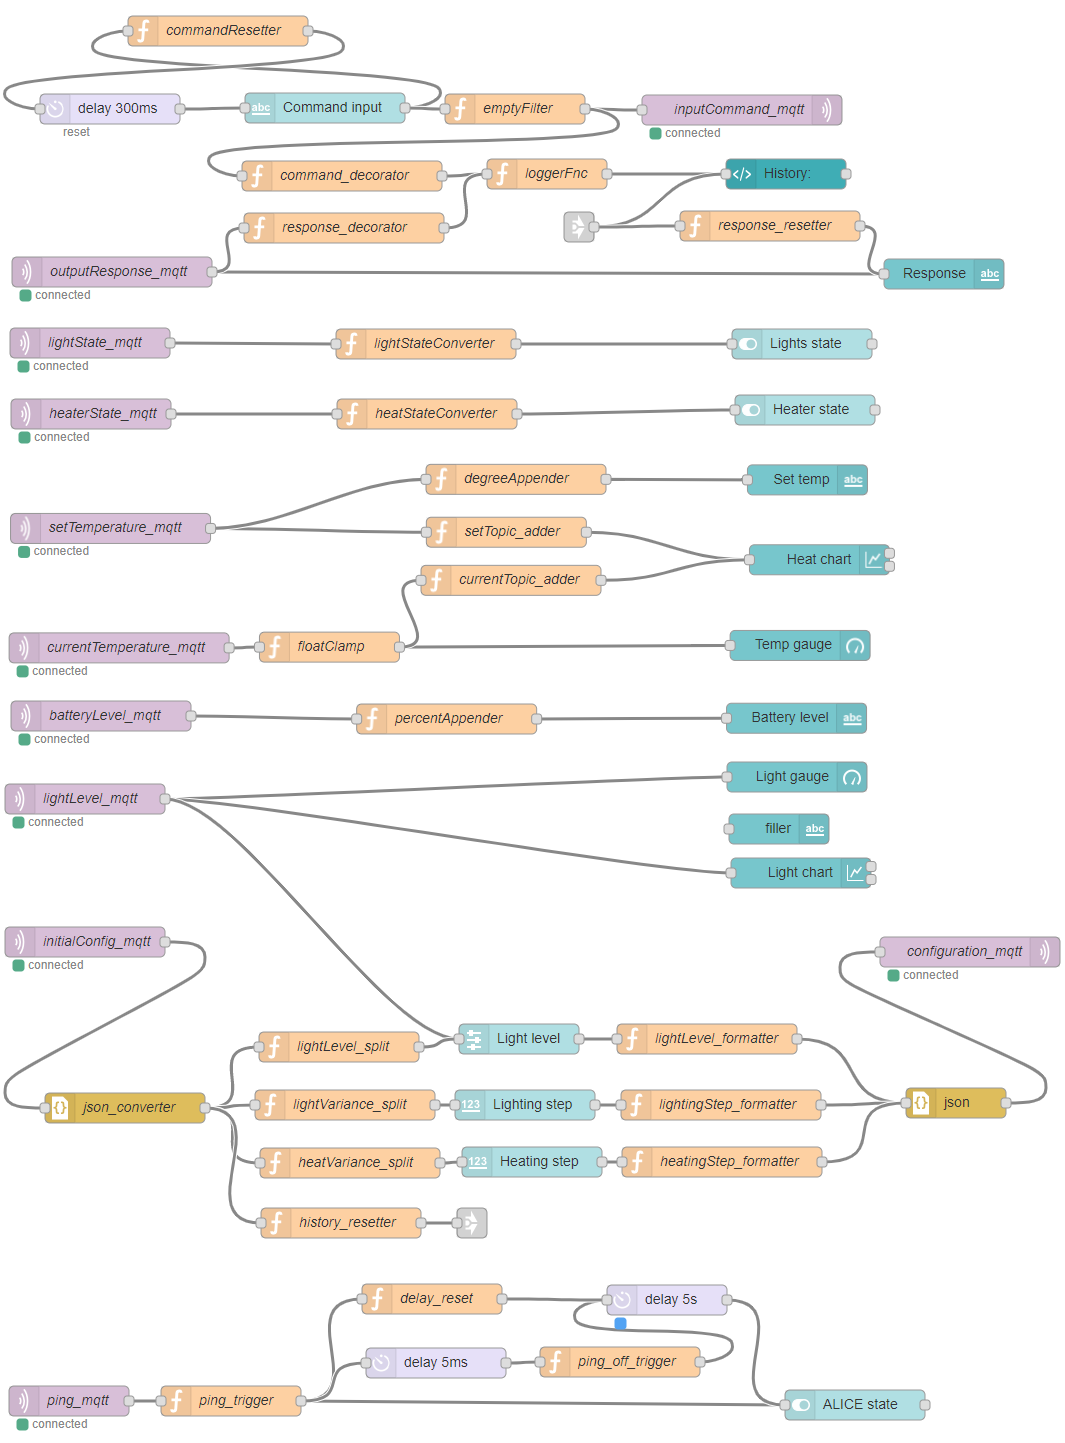 commandResetter
delay 300ms
reset
abc
Command input
emptyFilter
inputCommand_mqtt
connected
command_decorator
loggerFnc
</> History:
response_decorator
response_resetter
outputResponse_mqtt
connected
Response
abc
lightState_mqtt
connected
lightStateConverter
Lights state
heaterState_mqtt
connected
heatStateConverter
Heater state
degreeAppender
Set temp
abc
setTemperature_mqtt
connected
setTopic_adder
Heat chart
currentTopic_adder
currentTemperature_mqtt
connected
floatClamp
Temp gauge
batteryLevel_mqtt
connected
percentAppender
Battery level
abc
Light gauge
lightLevel_mqtt
connected
filler
abc
Light chart
initialConfig_mqtt
connected
configuration_mqtt
connected
lightLevel_split
Light level
lightLevel_formatter
{} json_converter
lightVariance_split
123
Lighting step
lightingStep_formatter
{} json
heatVariance_split
123
Heating step
heatingStep_formatter
history_resetter
delay_reset
delay 5s
delay 5ms
ping_off_trigger
ping_mqtt
connected
ping_trigger
ALICE state